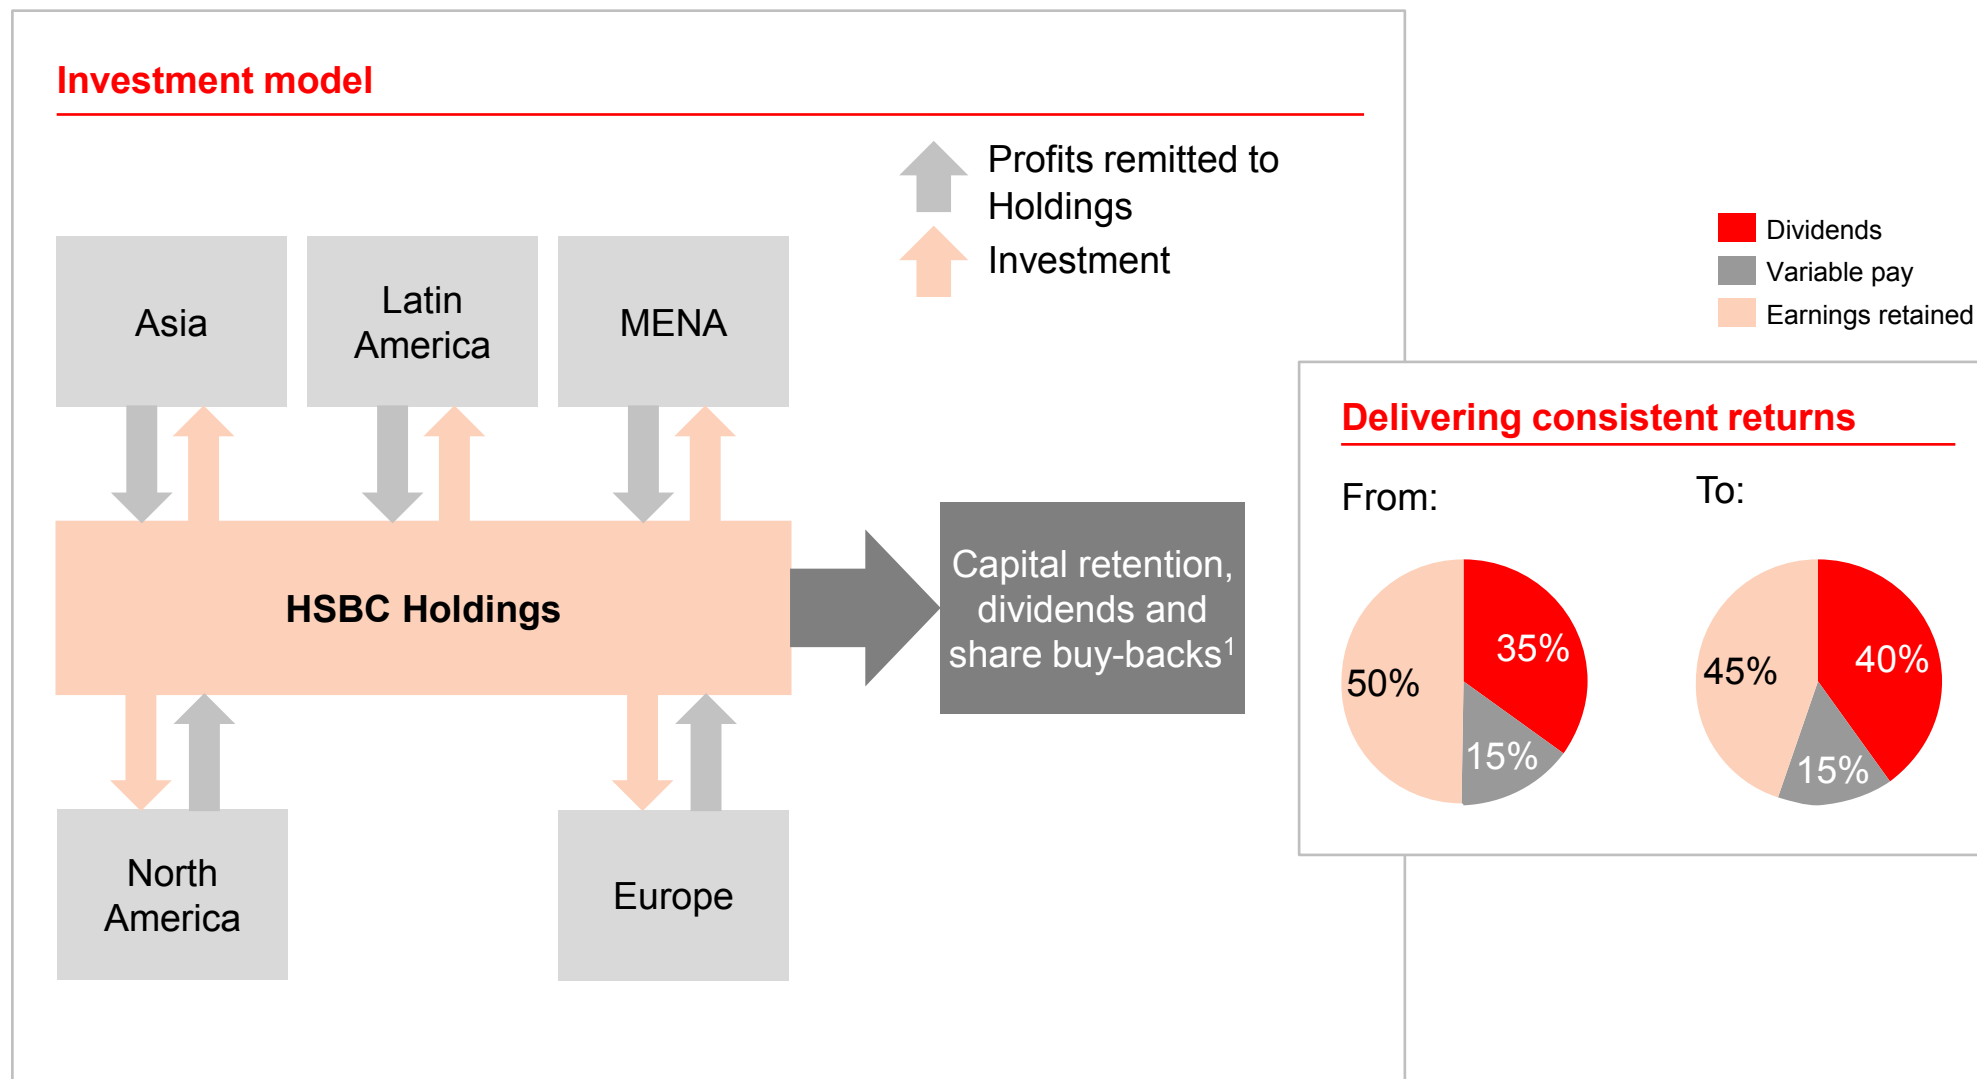 Investment model
Profits remitted to
Holdings
Investment
Asia
Latin
America
MENA
HSBC Holdings
Capital retention,
dividends and
share buy-backs¹
North
America
Europe
Dividends
Variable pay
Earnings retained
Delivering consistent returns
From:
To:
35%
50%
15%
40%
45%
15%